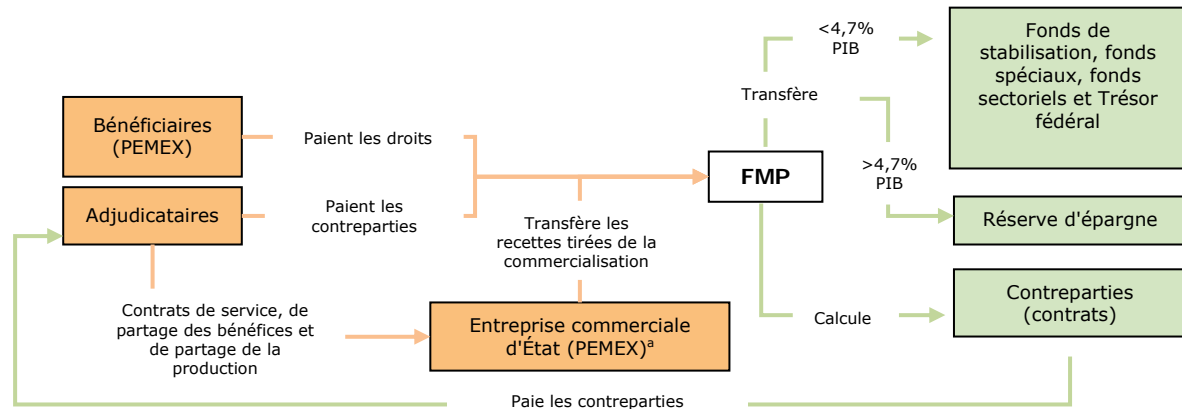 <4,7%
PIB
Fonds de
stabilisation, fonds
spéciaux, fonds
sectoriels et Trésor
fédéral
Transfère
Bénéficiaires
(PEMEX)
Paient les droits
>4,7%
PIB
FMP
Adjudicataires
Paient les
contreparties
Transfère les
recettes tirées de la
commercialisation
Réserve d'épargne
Contrats de service, de
partage des bénéfices et
de partage de la
production
Entreprise commerciale
d'État (PEMEX)ᵃ
Calcule
Contreparties
(contrats)
Paie les contreparties